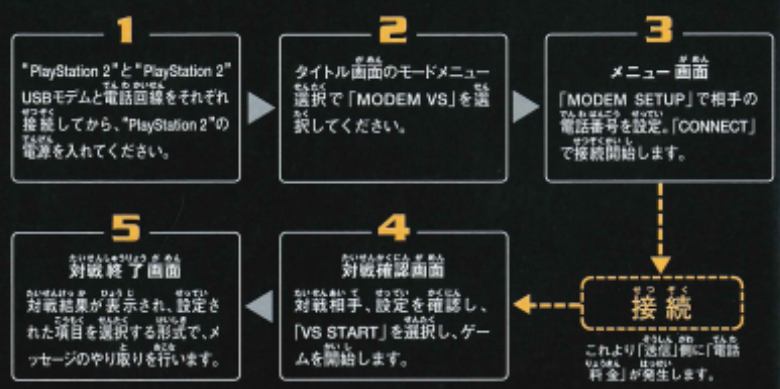 1
"PlayStation 2"と"PlayStation 2"
USBモデムと電話回線をそれぞれ
接続してから、"PlayStation 2"の
電源を入れてください。
2
タイトル画面のモードメニュー
選択で「MODEM VS」を選
択してください。
3
メニュー画面
「MODEM SETUP」で相手の
電話番号を設定。「CONNECT」
で接続開始します。
接続
これより「送信」側に「電話
料金」が発生します。
4
対戦確認画面
対戦相手、設定を確認し、
「VS START」を選択し、ゲー
ムを開始します。
5
対戦終了画面
対戦結果が表示され、設定さ
れた項目を選択する形式で、メ
ッセージのやり取りを行います。